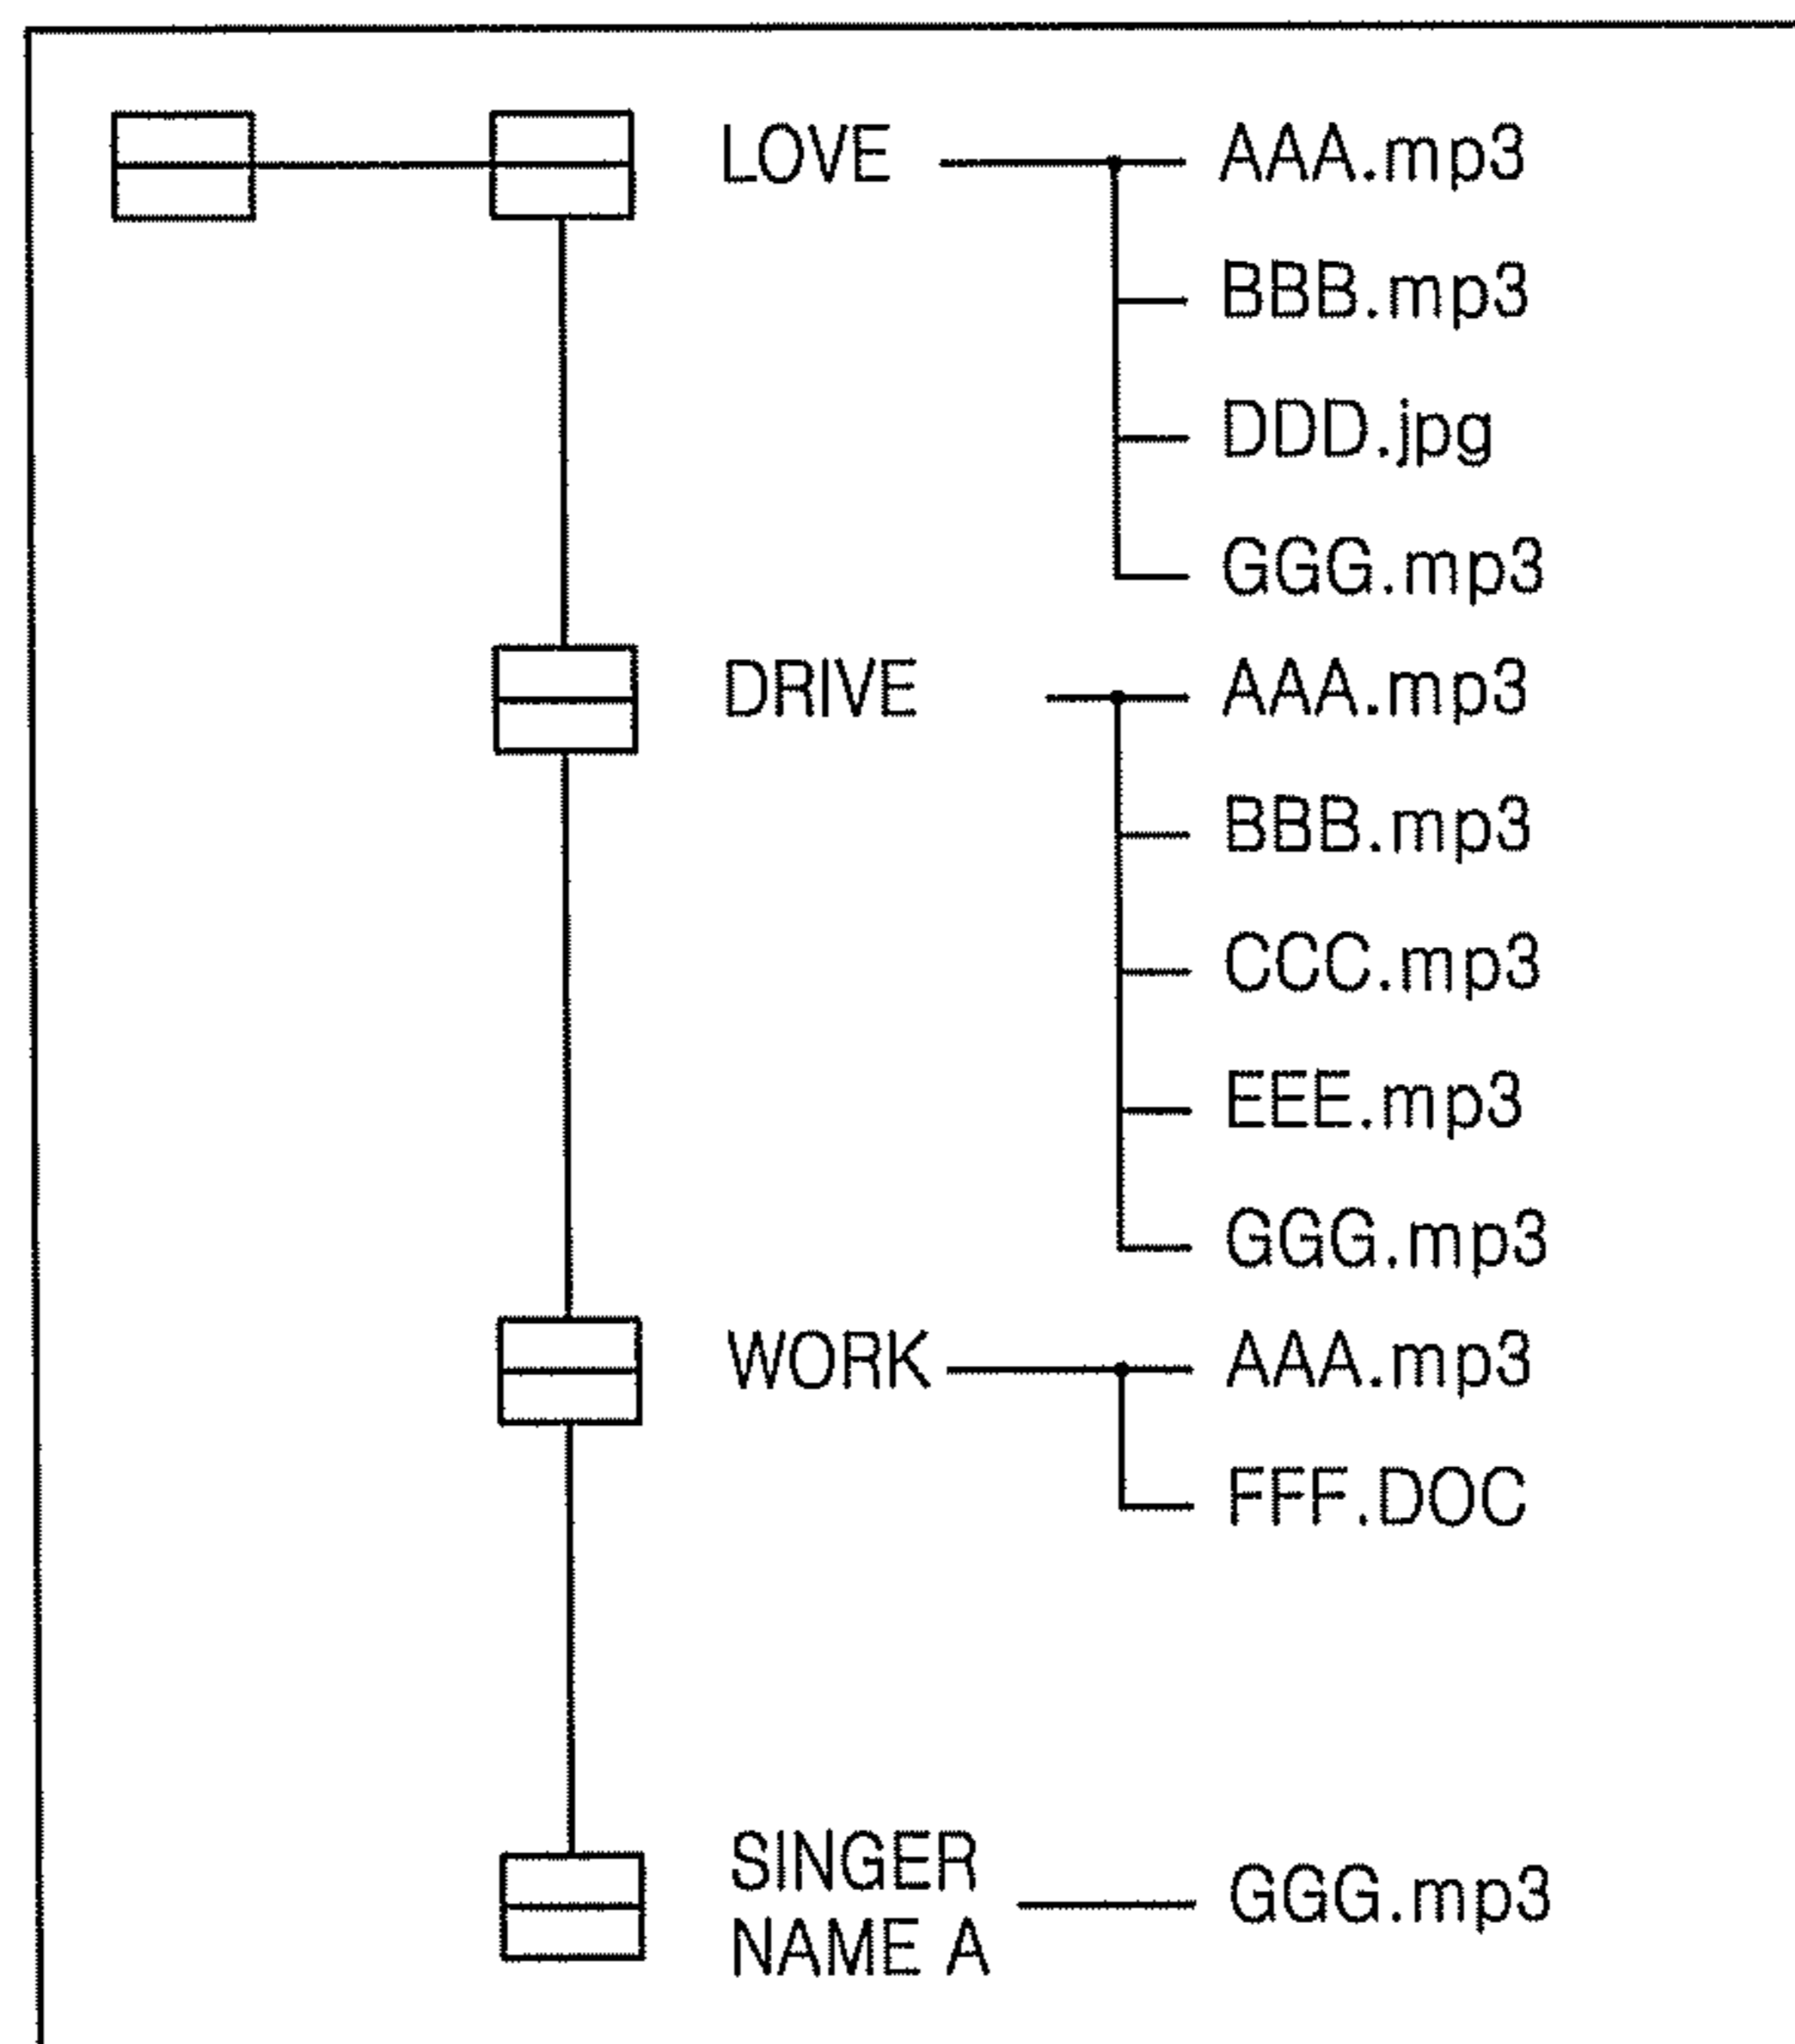 LOVE AAA.mp3
BBB.mp3
DDD.jpg
GGG.mp3
DRIVE AAA.mp3
BBB.mp3
CCC.mp3
EEE.mp3
GGG.mp3
WORK AAA.mp3
FFF.DOC
SINGER
NAME A GGG.mp3